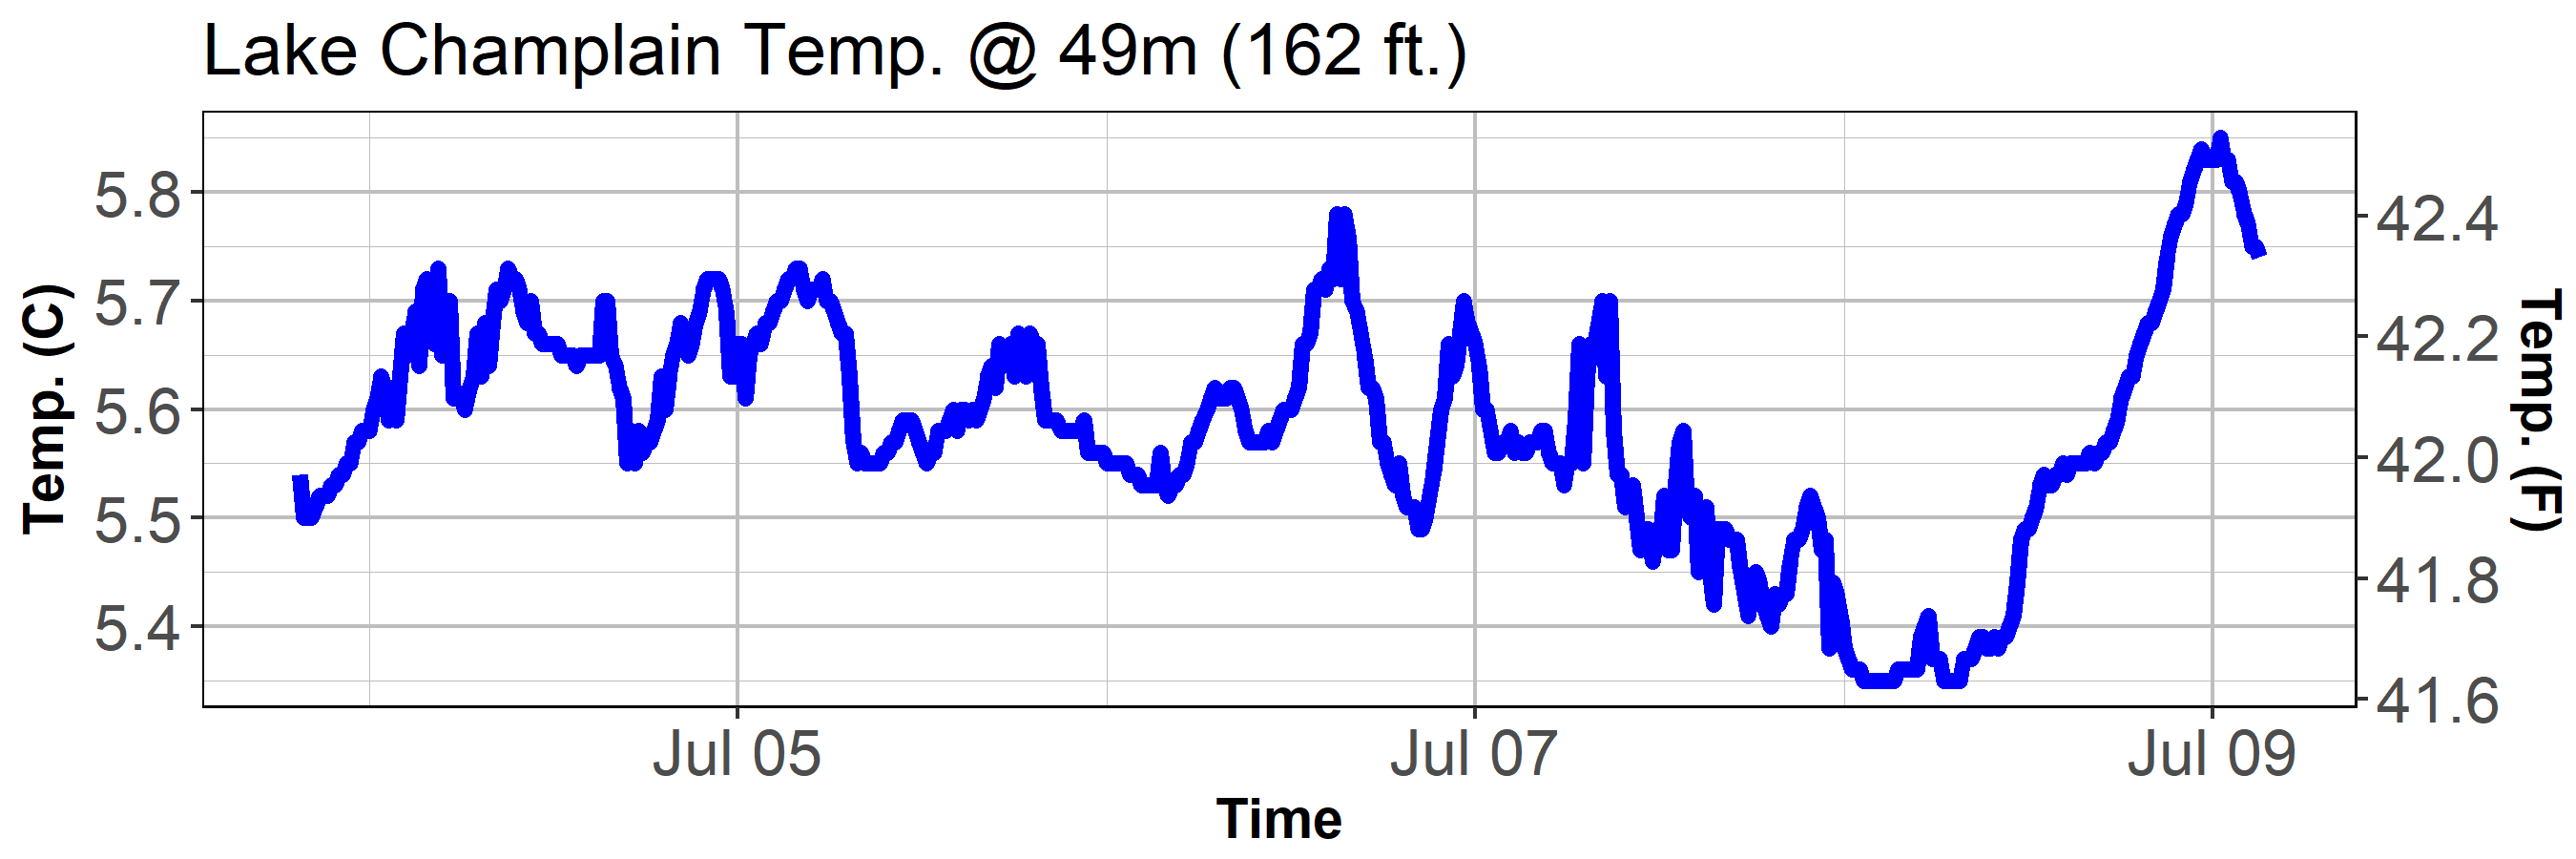 Lake Champlain Temp. @ 49m (162 ft.)
Temp. (C)
5.8
5.7
5.6
5.5
5.4
42.4
42.2
42.0
41.8
41.6
Temp. (F)
Jul 05 Jul 07 Jul 09
Time